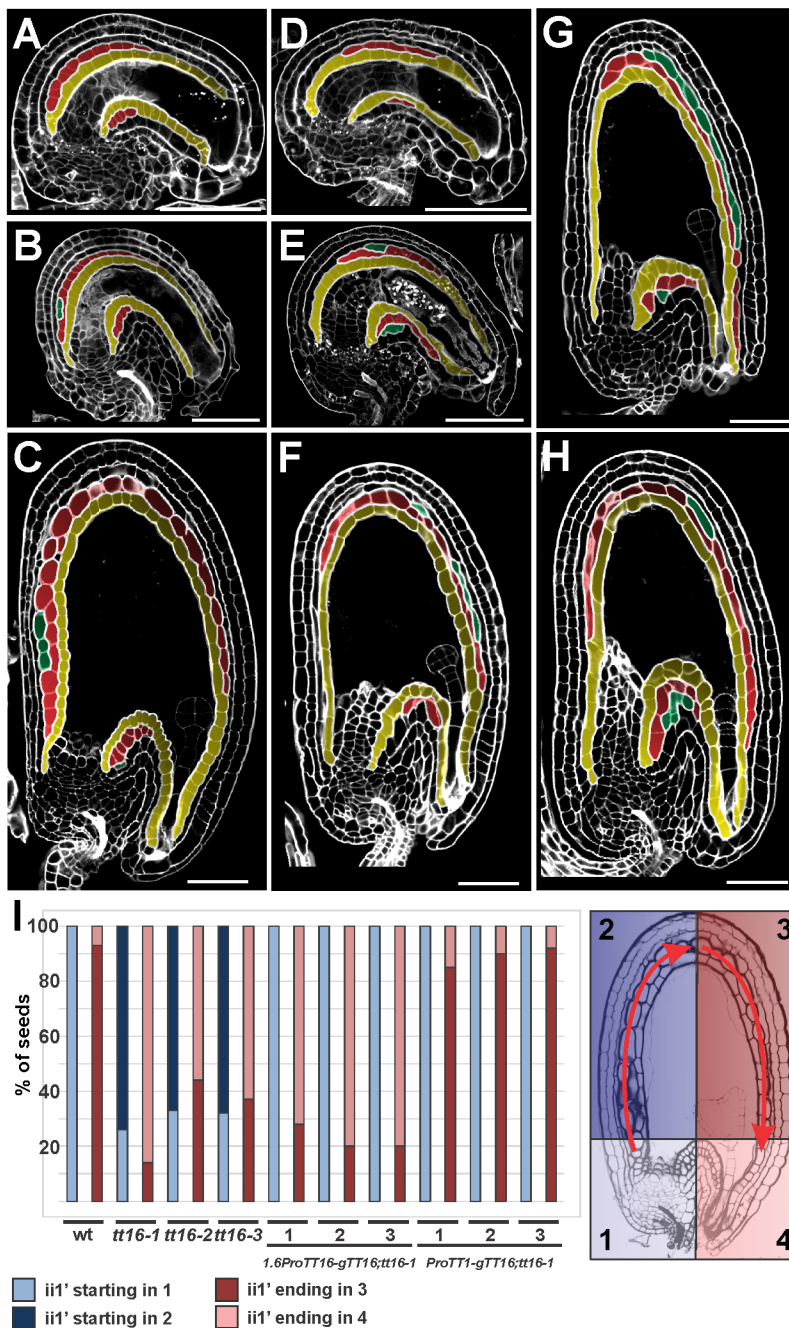 A
D
G
B
E
C
F
H
I
100
80
60
40
20
% of seeds
wt
tt16-1
tt16-2
tt16-3
1
2
3
1
2
3
1.6ProTT16-gTT16;tt16-1
ProTT1-gTT16;tt16-1
2
3
1
4
ii1' starting in 1
ii1' ending in 3
ii1' starting in 2
ii1' ending in 4